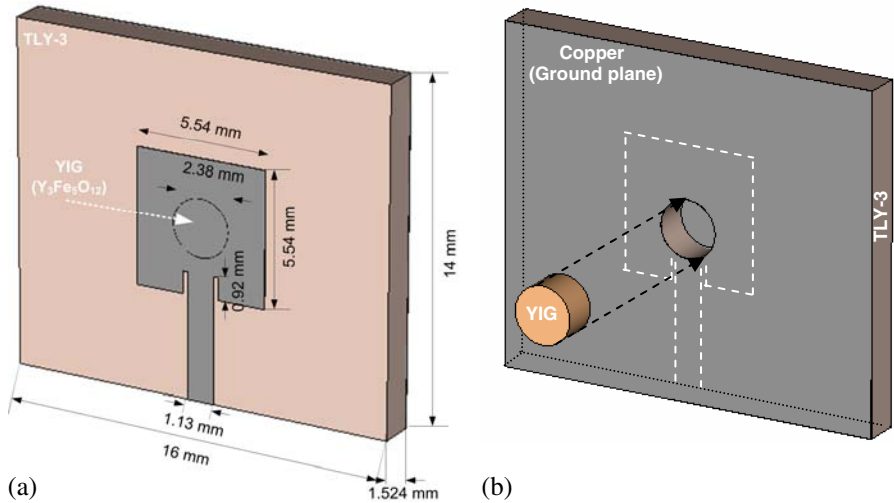 TLY-3
5.54 mm
YIG
(Y₃Fe₅O₁₂)
2.38 mm
5.54 mm
0.92 mm
14 mm
1.13 mm
16 mm
1.524 mm
(a)
Copper
(Ground plane)
TLY-3
YIG
(b)